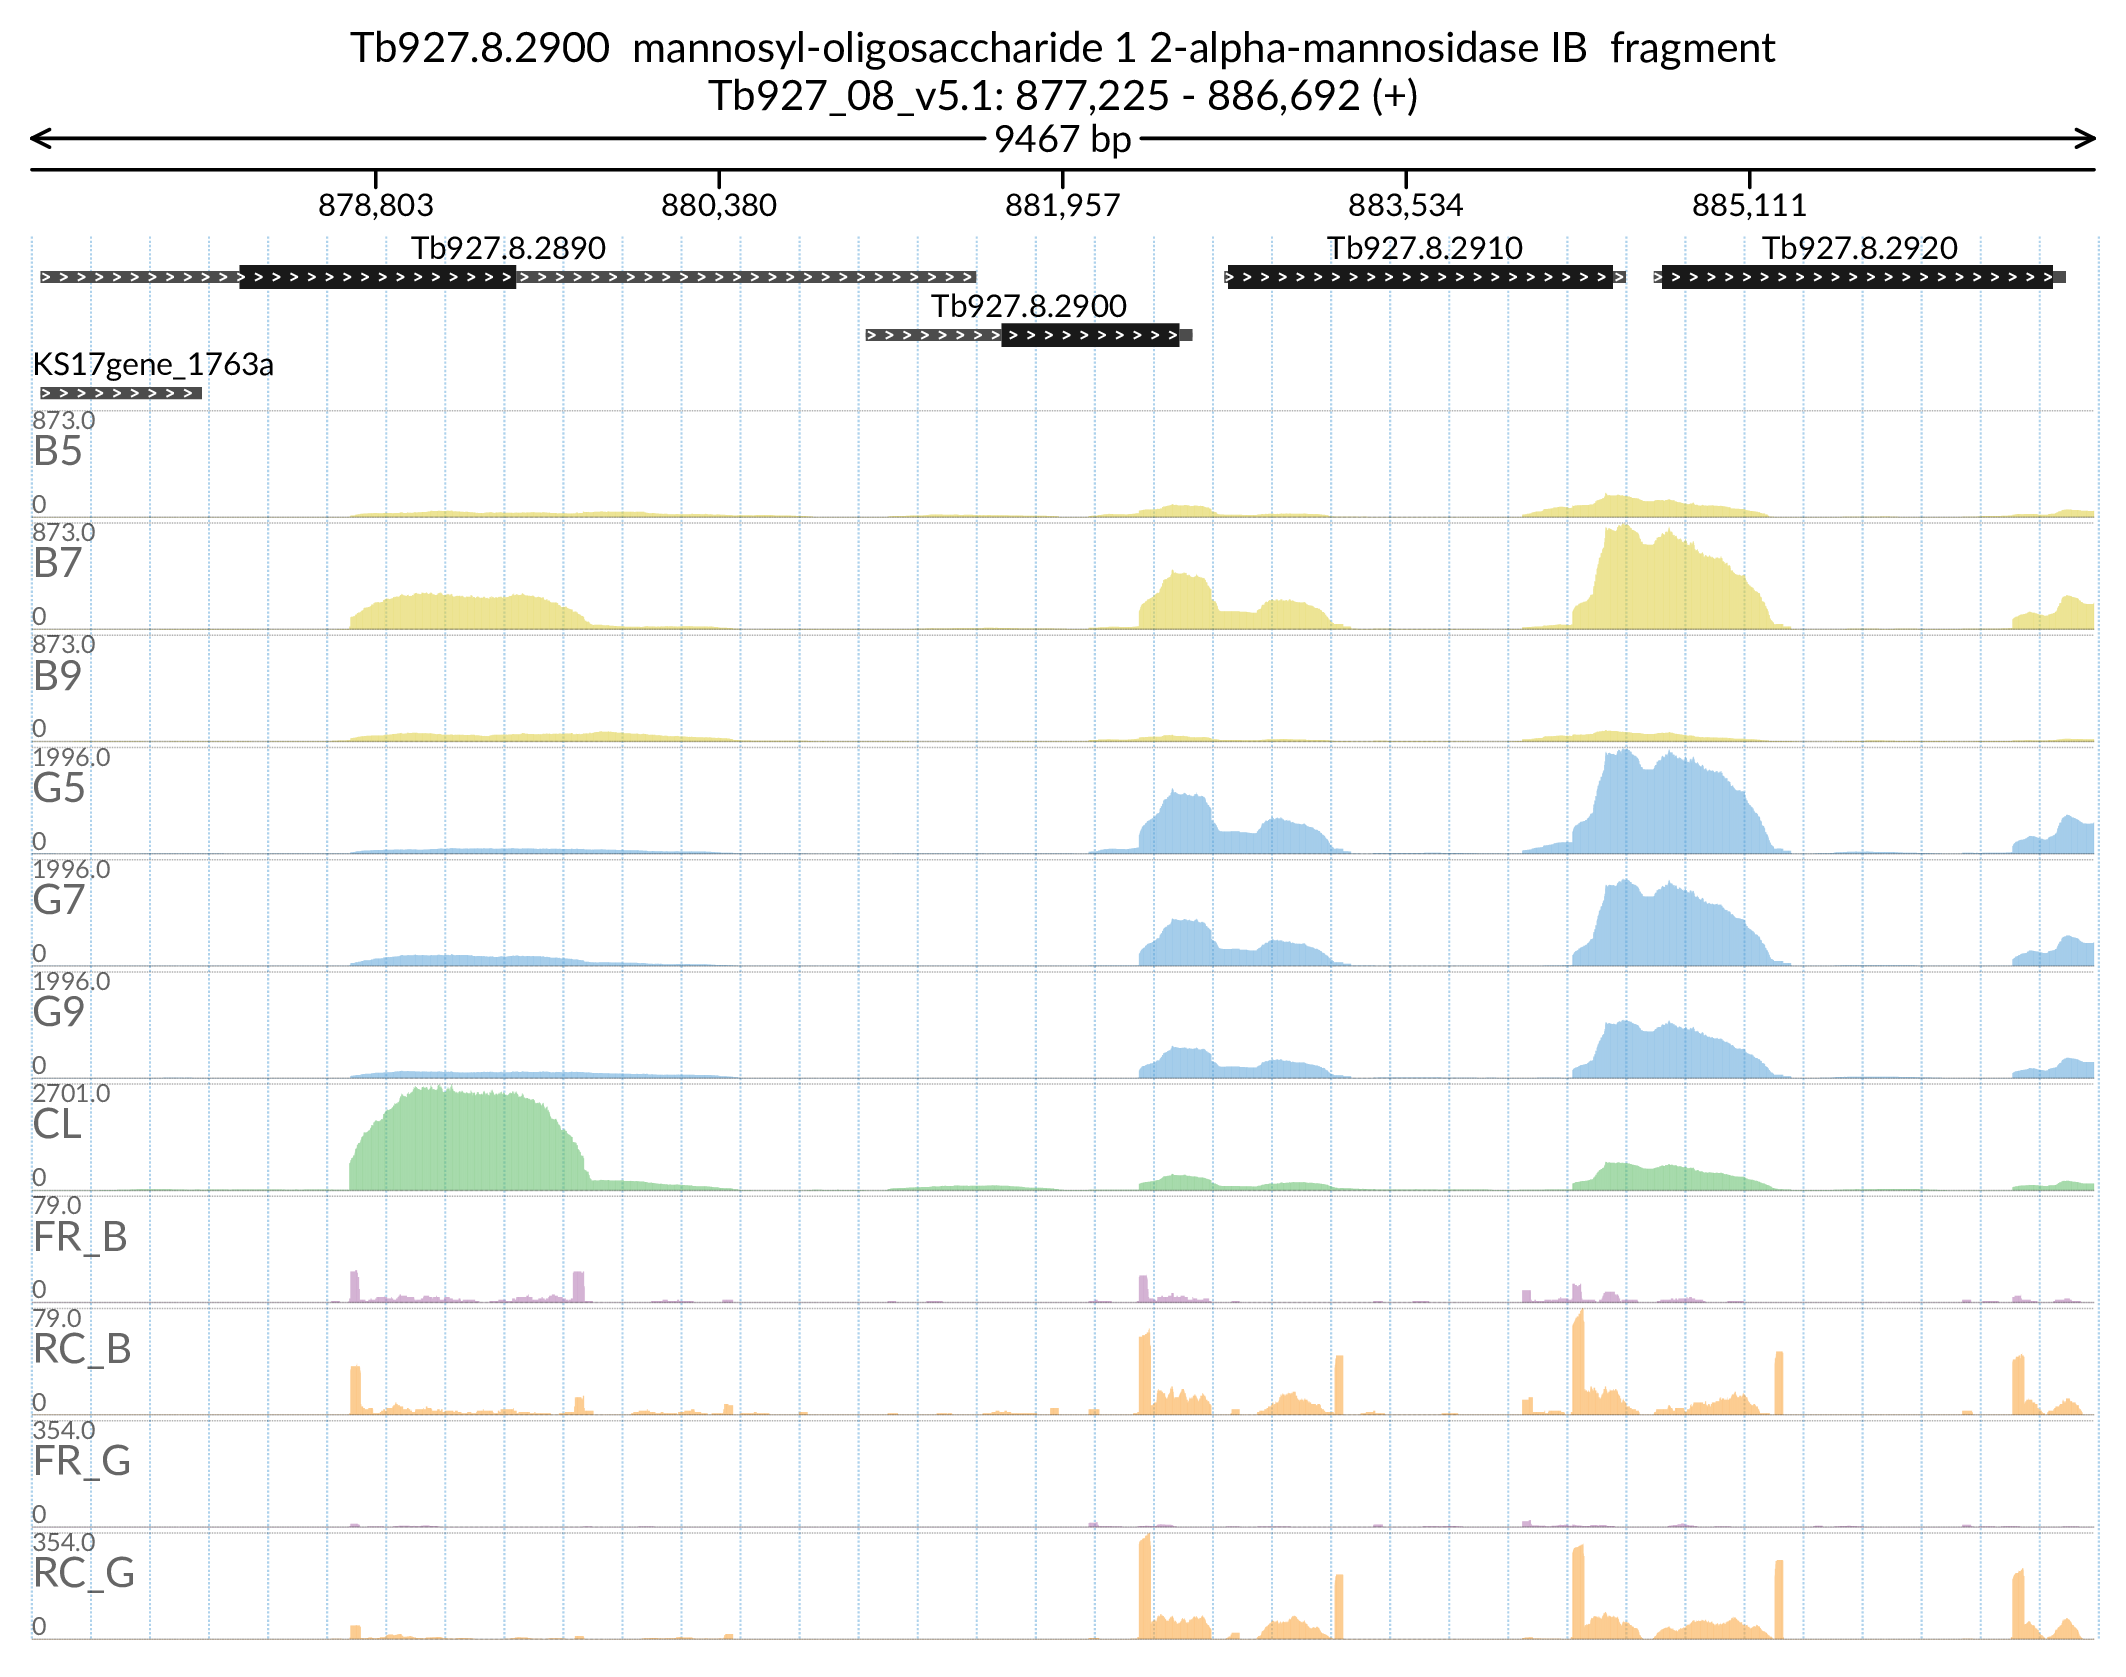 Tb927.8.2900  mannosyl-oligosaccharide 1 2-alpha-mannosidase IB  fragment
Tb927_08_v5.1: 877,225 - 886,692 (+)
9467 bp
878,803 880,380 881,957 883,534 885,111
Tb927.8.2890 Tb927.8.2910 Tb927.8.2920
Tb927.8.2900
KS17gene_1763a
873.0
B5
0
873.0
B7
0
873.0
B9
0
1996.0
G5
0
1996.0
G7
0
1996.0
G9
0
2701.0
CL
0
79.0
FR_B
0
79.0
RC_B
0
354.0
FR_G
0
354.0
RC_G
0